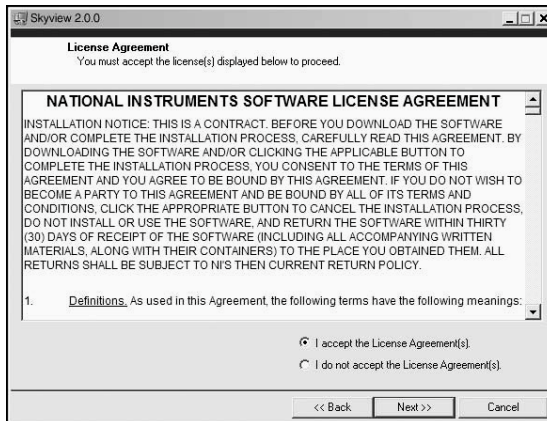 Skyview 2.0.0
License Agreement
You must accept the license(s) displayed below to proceed.
NATIONAL INSTRUMENTS SOFTWARE LICENSE AGREEMENT
INSTALLATION NOTICE: THIS IS A CONTRACT. BEFORE YOU DOWNLOAD THE SOFTWARE
AND/OR COMPLETE THE INSTALLATION PROCESS, CAREFULLY READ THIS AGREEMENT. BY
DOWNLOADING THE SOFTWARE AND/OR CLICKING THE APPLICABLE BUTTON TO
COMPLETE THE INSTALLATION PROCESS, YOU CONSENT TO THE TERMS OF THIS
AGREEMENT AND YOU AGREE TO BE BOUND BY THIS AGREEMENT. IF YOU DO NOT WISH TO
BECOME A PARTY TO THIS AGREEMENT AND BE BOUND BY ALL OF ITS TERMS AND
CONDITIONS, CLICK THE APPROPRIATE BUTTON TO CANCEL THE INSTALLATION PROCESS,
DO NOT INSTALL OR USE THE SOFTWARE, AND RETURN THE SOFTWARE WITHIN THIRTY
(30) DAYS OF RECEIPT OF THE SOFTWARE (INCLUDING ALL ACCOMPANYING WRITTEN
MATERIALS, ALONG WITH THEIR CONTAINERS) TO THE PLACE YOU OBTAINED THEM. ALL
RETURNS SHALL BE SUBJECT TO NI'S THEN CURRENT RETURN POLICY.
1. Definitions. As used in this Agreement, the following terms have the following meanings:
I accept the License Agreement(s).
I do not accept the License Agreement(s).
<< Back Next >> Cancel